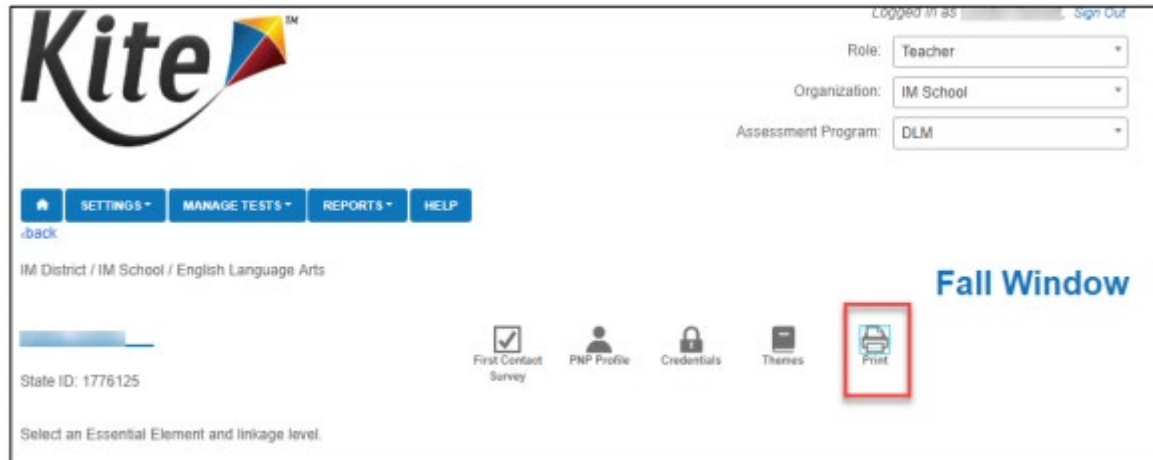 Kite™
Logged in as Sign Out
Role: Teacher
Organization: IM School
Assessment Program: DLM
SETTINGS MANAGE TESTS REPORTS HELP
‹back
IM District / IM School / English Language Arts
Fall Window
First Contact Survey
PNP Profile
Credentials
Themes
Print
State ID: 1776125
Select an Essential Element and linkage level.